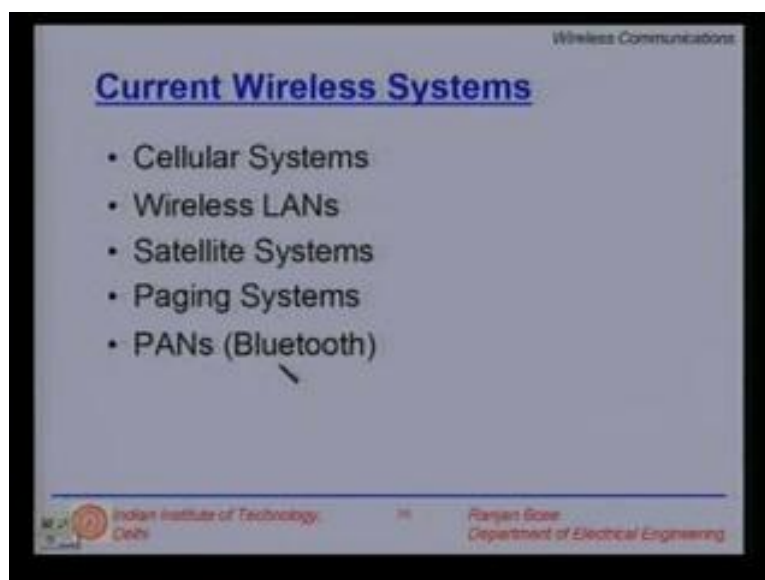 Wireless Communications
Current Wireless Systems
• Cellular Systems
• Wireless LANs
• Satellite Systems
• Paging Systems
• PANs (Bluetooth)
Indian Institute of Technology,
Delhi
Ranjan Bose
Department of Electrical Engineering